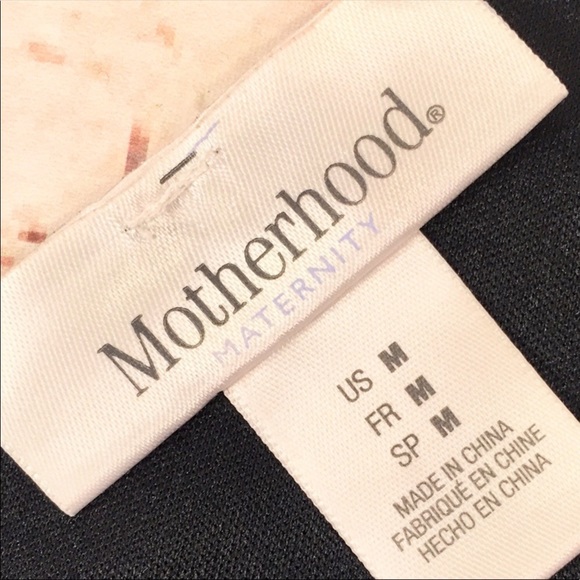 Motherhood®
MATERNITY
US M
FR M
SP M
MADE IN CHINA
FABRIQUÉ EN CHINE
HECHO EN CHINA